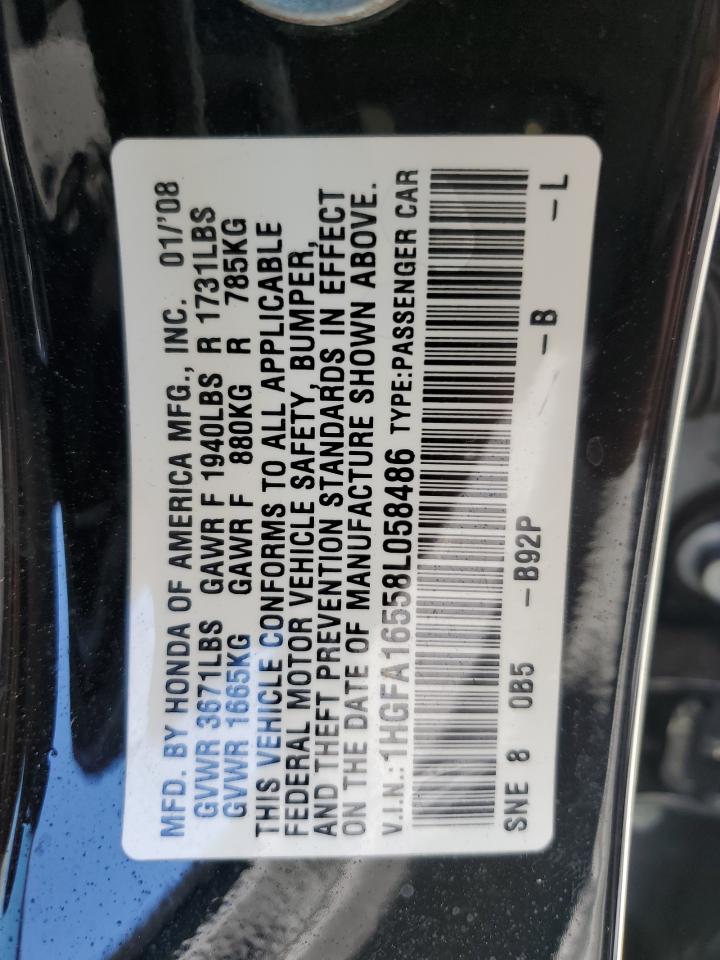 MFD. BY HONDA OF AMERICA MFG., INC. 01/'08
GVWR 3671LBS GAWR F 1940LBS R 1731LBS
GVWR 1665KG GAWR F 880KG R 785KG
THIS VEHICLE CONFORMS TO ALL APPLICABLE
FEDERAL MOTOR VEHICLE SAFETY, BUMPER,
AND THEFT PREVENTION STANDARDS IN EFFECT
ON THE DATE OF MANUFACTURE SHOWN ABOVE.
V.I.N.: 1HGFA16558L058486 TYPE:PASSENGER CAR
SNE 8 0B5 -B92P -B -L